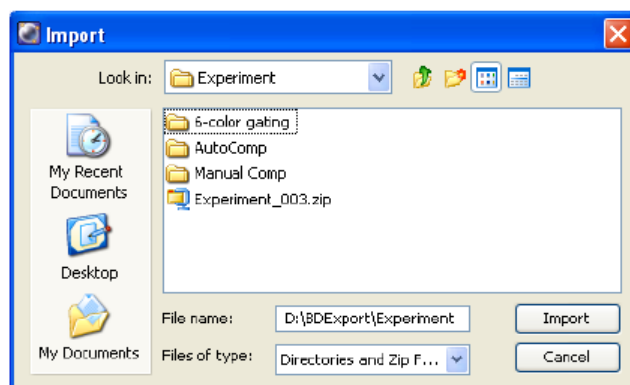 Import
Look in:
Experiment
6-color gating
AutoComp
Manual Comp
Experiment_003.zip
My Recent
Documents
Desktop
My Documents
File name:
D:\BDExport\Experiment
Import
Files of type:
Directories and Zip F...
Cancel